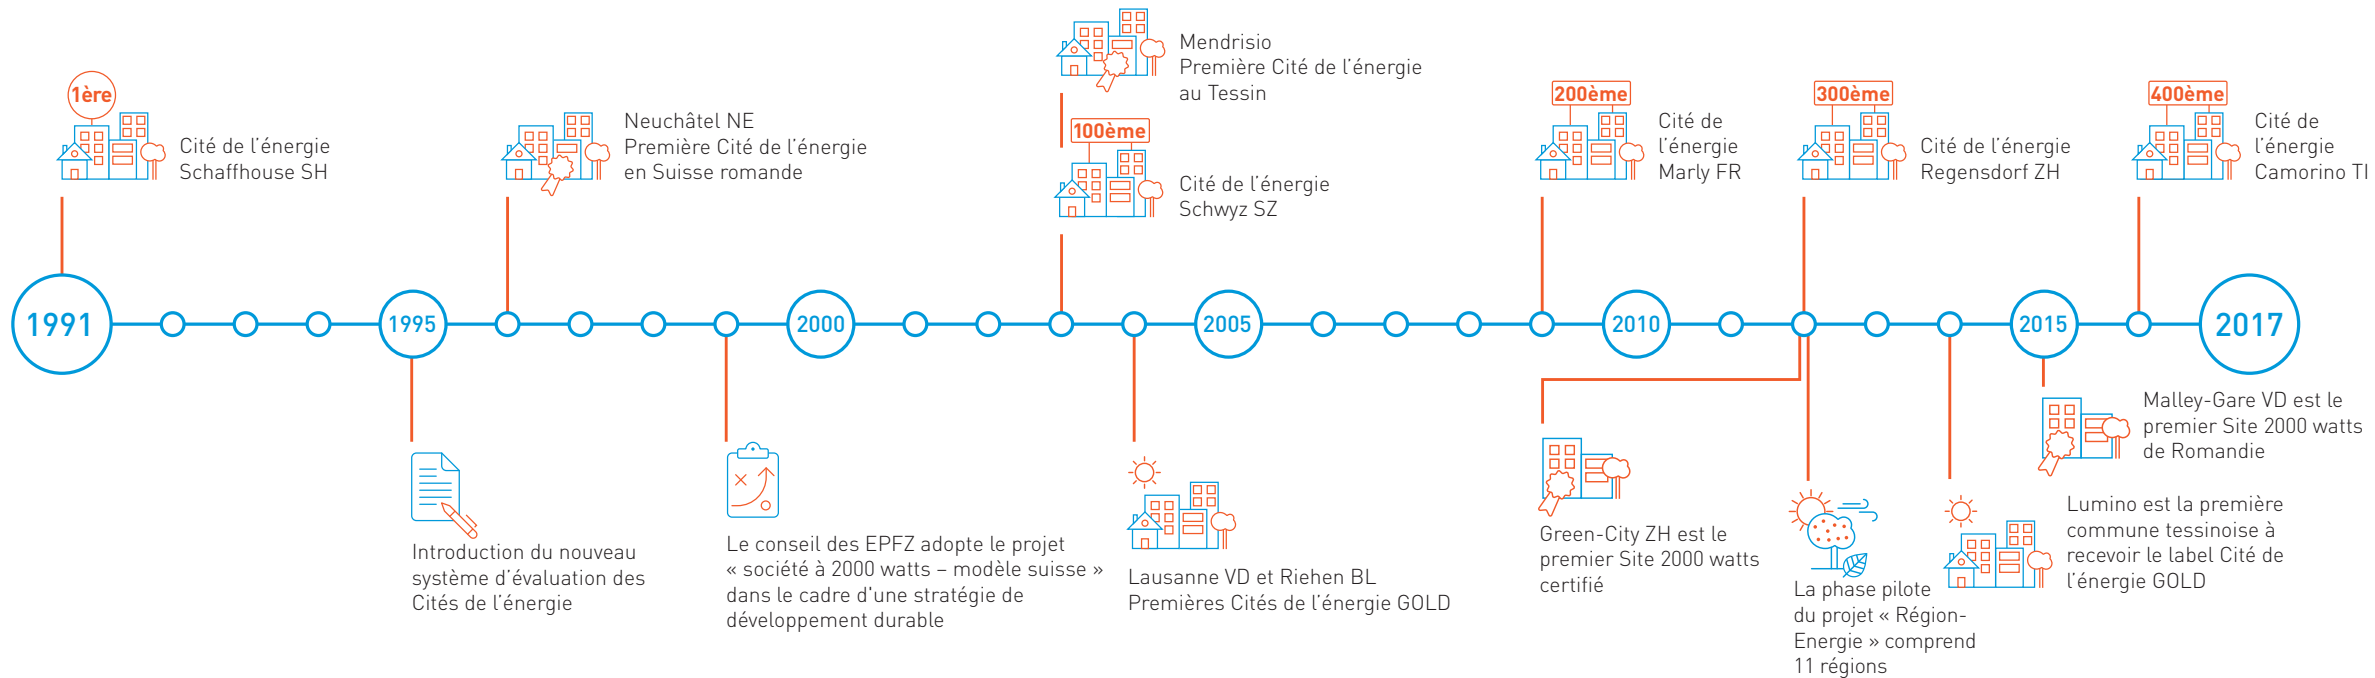 1ère
Cité de l'énergie
Schaffhouse SH
Neuchâtel NE
Première Cité de l'énergie
en Suisse romande
Mendrisio
Première Cité de l'énergie
au Tessin
100ème
Cité de l'énergie
Schwyz SZ
200ème
Cité de
l'énergie
Marly FR
300ème
Cité de l'énergie
Regensdorf ZH
400ème
Cité de
l'énergie
Camorino TI
1991
1995
2000
2005
2010
2015
2017
Introduction du nouveau
système d'évaluation des
Cités de l'énergie
Le conseil des EPFZ adopte le projet
« société à 2000 watts – modèle suisse »
dans le cadre d'une stratégie de
développement durable
Lausanne VD et Riehen BL
Premières Cités de l'énergie GOLD
Green-City ZH est le
premier Site 2000 watts
certifié
La phase pilote
du projet « Région-
Energie » comprend
11 régions
Lumino est la première
commune tessinoise à
recevoir le label Cité de
l'énergie GOLD
Malley-Gare VD est le
premier Site 2000 watts
de Romandie